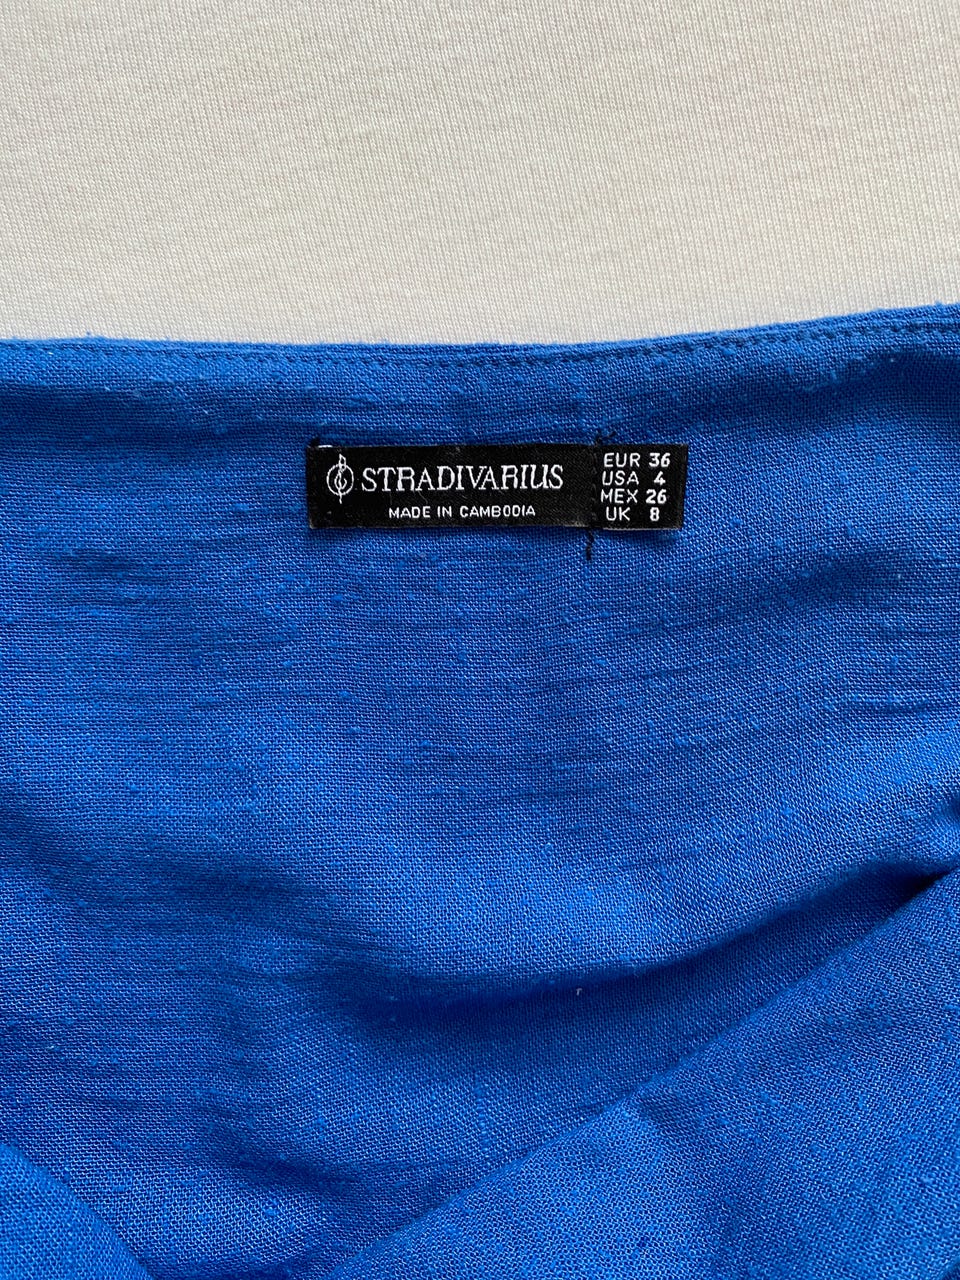 STRADIVARIUS
MADE IN CAMBODIA
EUR 36
USA 4
MEX 26
UK 8